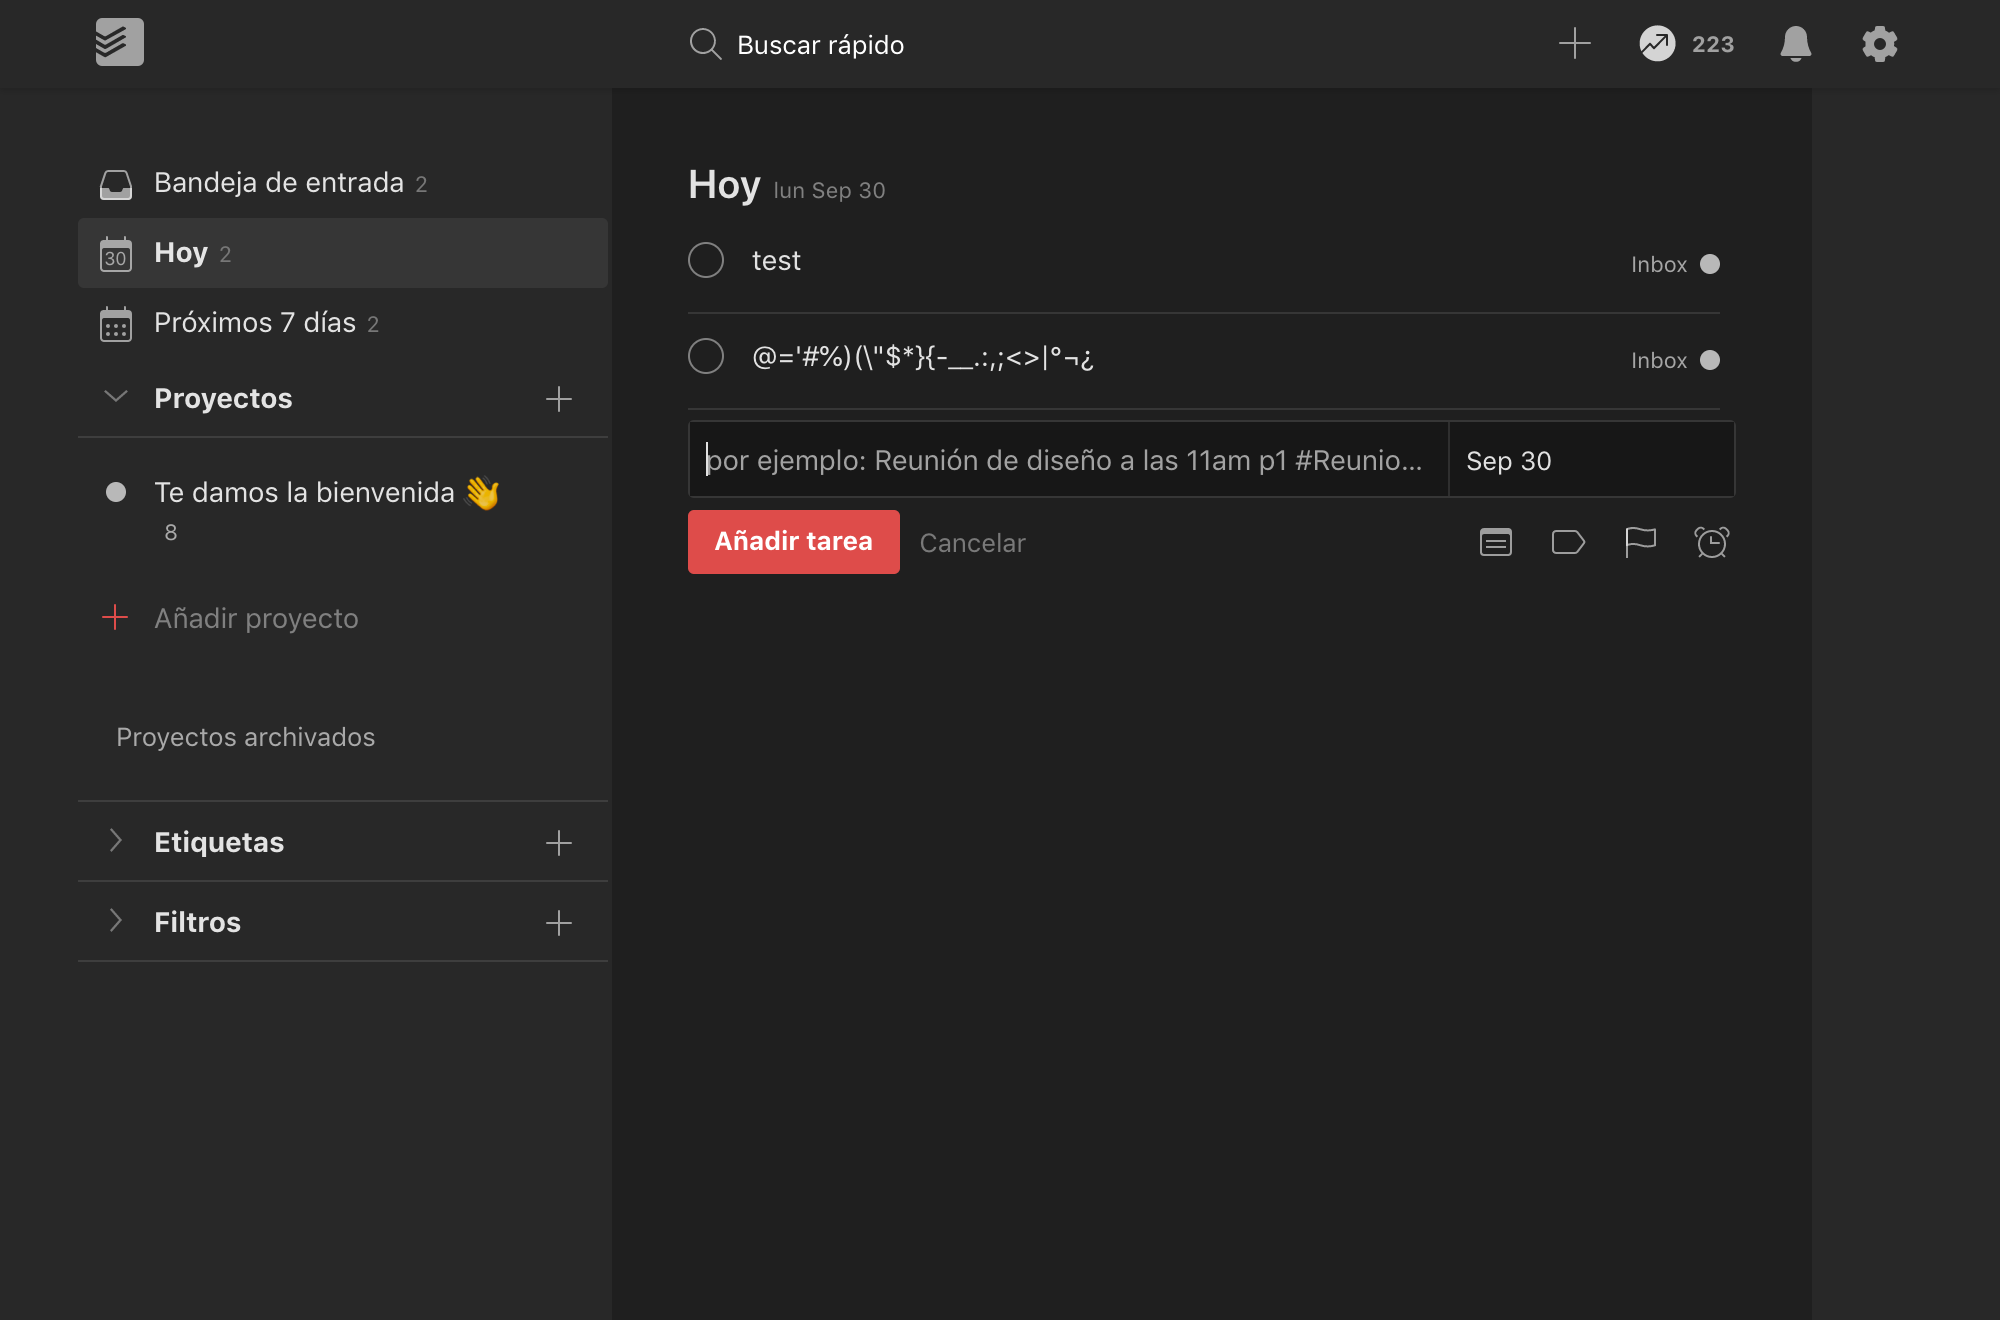 Buscar rápido
223
Bandeja de entrada 2
30
Hoy 2
Próximos 7 días 2
Proyectos
Te damos la bienvenida 👋
8
Añadir proyecto
Proyectos archivados
Etiquetas
Filtros
Hoy lun Sep 30
test Inbox
@='#%)(\"$*}{-__.:,;<>|°¬¿ Inbox
por ejemplo: Reunión de diseño a las 11am p1 #Reunio... Sep 30
Añadir tarea Cancelar